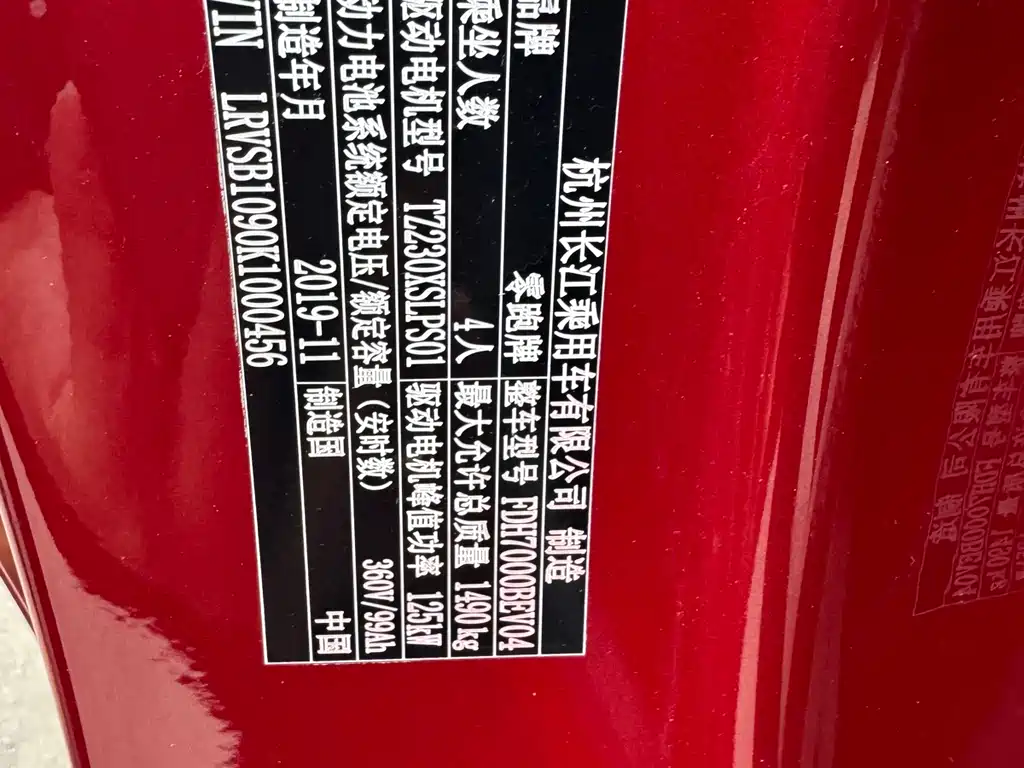 杭州长江乘用车有限公司 制造
品牌 零跑牌 整车型号 FDH7000BEV04
乘坐人数 4人 最大允许总质量 1490kg
驱动电机型号 TZ230XSLPS01 驱动电机峰值功率 125kW
动力电池系统额定电压/额定容量(安时数) 360V/99Ah
制造年月 2019-11 制造国 中国
VIN LRVSB1090K1000456